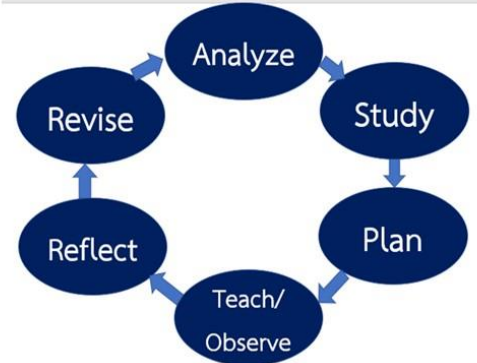 Analyze
Study
Plan
Teach/
Observe
Reflect
Revise